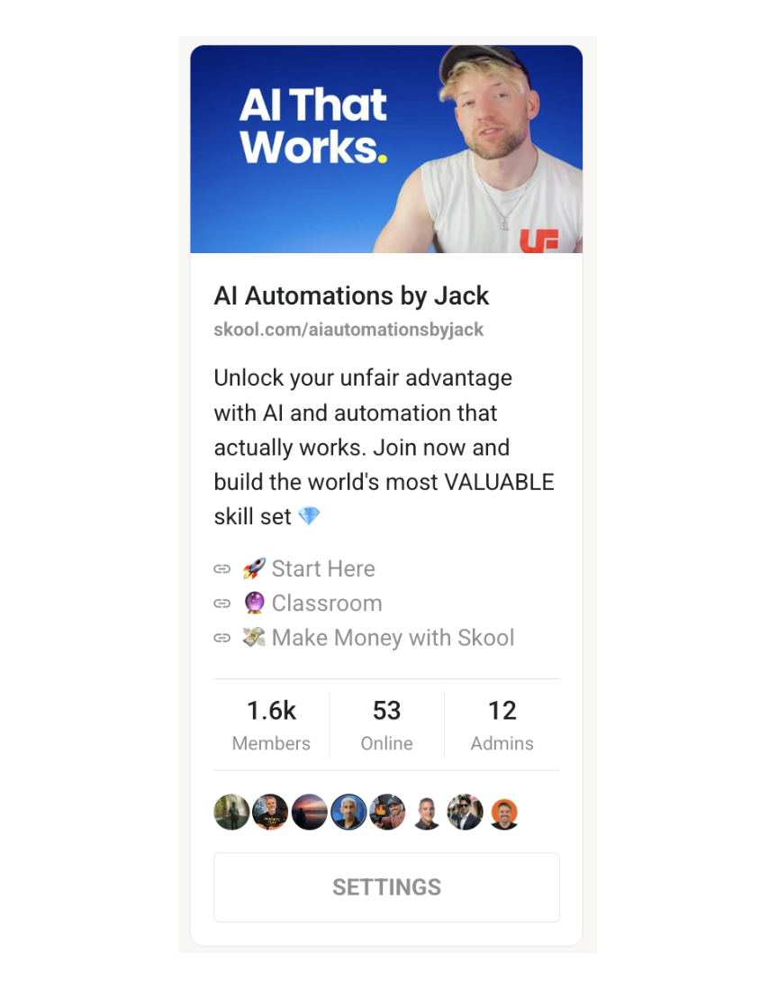 AI That
Works.
UF
AI Automations by Jack
skool.com/aiautomationsbyjack
Unlock your unfair advantage
with AI and automation that
actually works. Join now and
build the world's most VALUABLE
skill set 💎
🚀 Start Here
🔮 Classroom
💸 Make Money with Skool
1.6k 53 12
Members Online Admins
SETTINGS